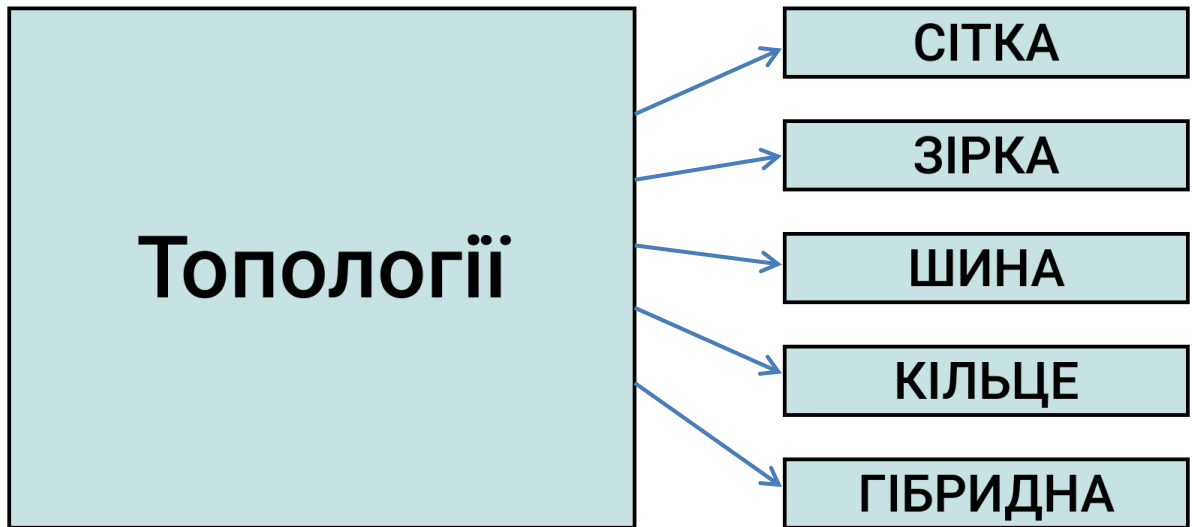 Топології
СІТКА
ЗІРКА
ШИНА
КІЛЬЦЕ
ГІБРИДНА